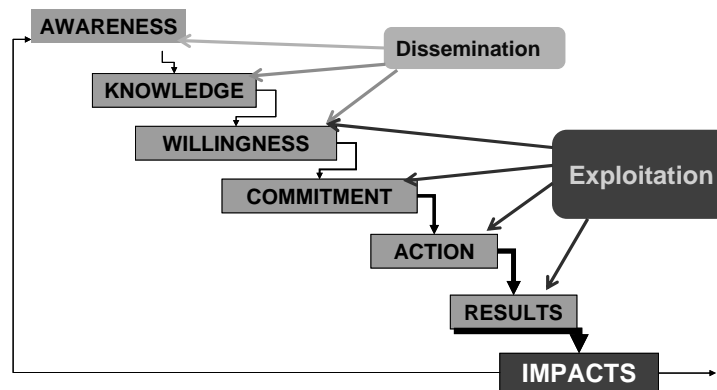 AWARENESS
Dissemination
KNOWLEDGE
WILLINGNESS
Exploitation
COMMITMENT
ACTION
RESULTS
IMPACTS